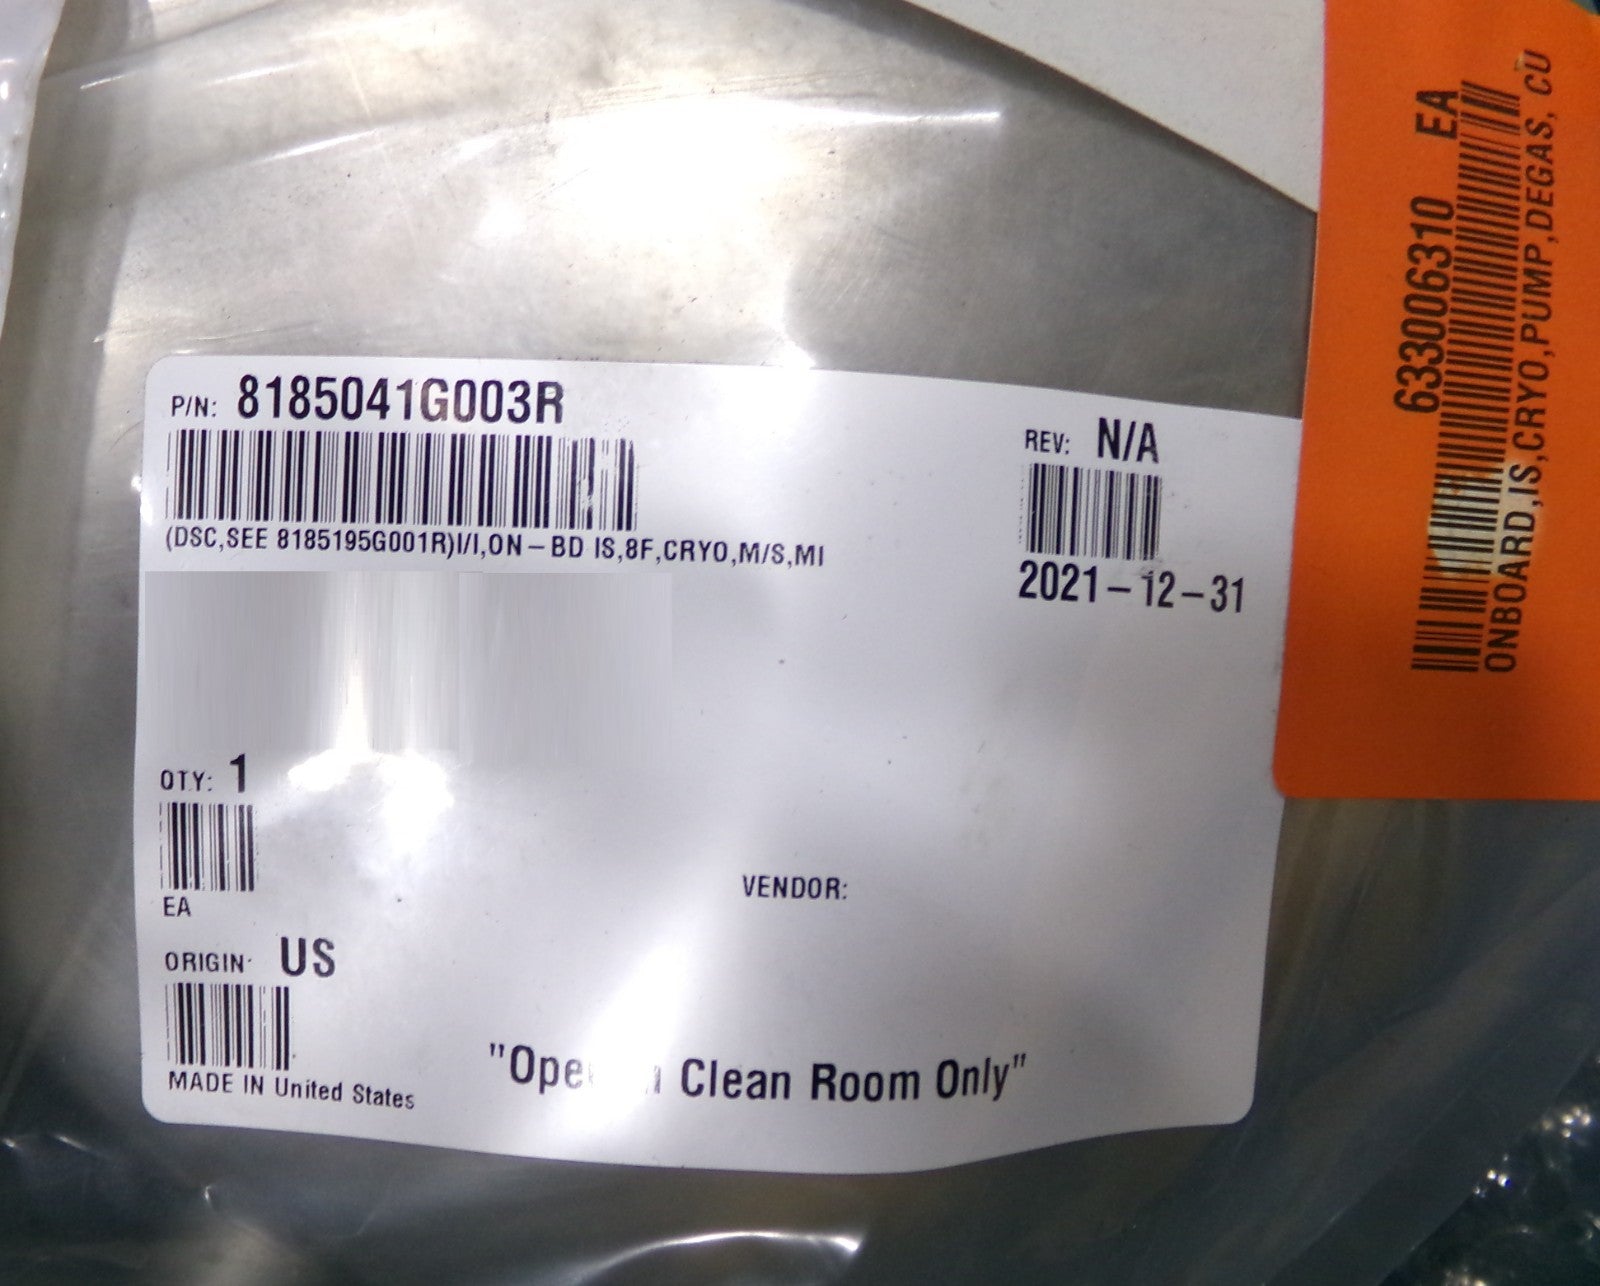 P/N: 8185041G003R
REV: N/A
(DSC,SEE 8185195G001R)I/I,ON-BD IS,8F,CRYO,M/S,MI
2021-12-31
QTY: 1
EA
VENDOR:
ORIGIN: US
MADE IN United States
Clean Room Only"
633006310 EA
ONBOARD,IS,CRYO,PUMP,DEGAS, CU